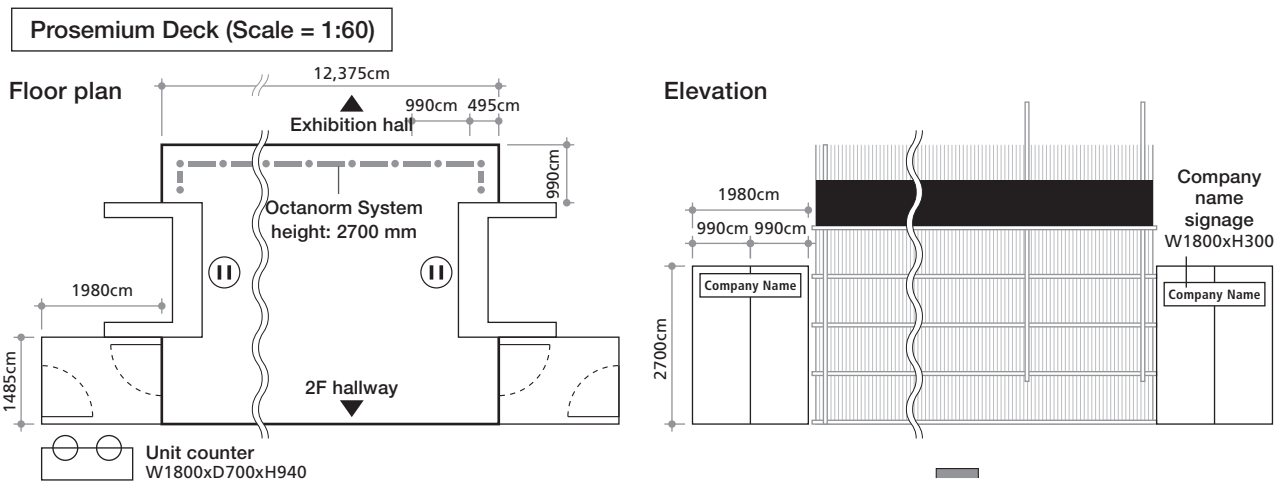 Prosemium Deck (Scale = 1:60)
Floor plan
12,375cm
990cm 495cm
Exhibition hall
990cm
Octanorm System
height: 2700 mm
1980cm
1485cm
2F hallway
Unit counter
W1800xD700xH940
Elevation
1980cm
990cm 990cm
Company
name
signage
W1800xH300
Company Name
Company Name
2700cm